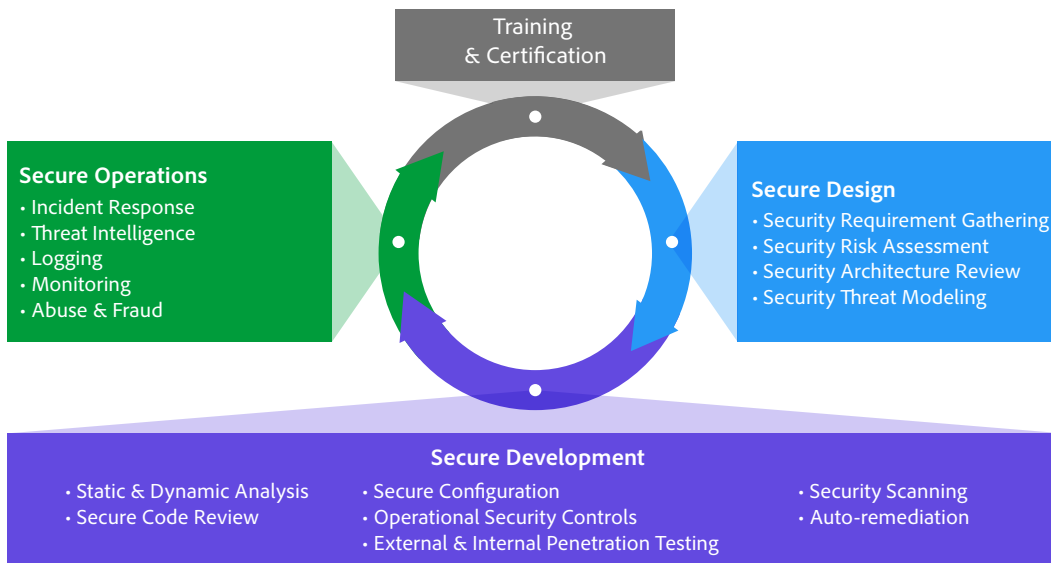 Training
& Certification
Secure Operations
• Incident Response
• Threat Intelligence
• Logging
• Monitoring
• Abuse & Fraud
Secure Design
• Security Requirement Gathering
• Security Risk Assessment
• Security Architecture Review
• Security Threat Modeling
Secure Development
• Static & Dynamic Analysis
• Secure Code Review
• Secure Configuration
• Operational Security Controls
• External & Internal Penetration Testing
• Security Scanning
• Auto-remediation